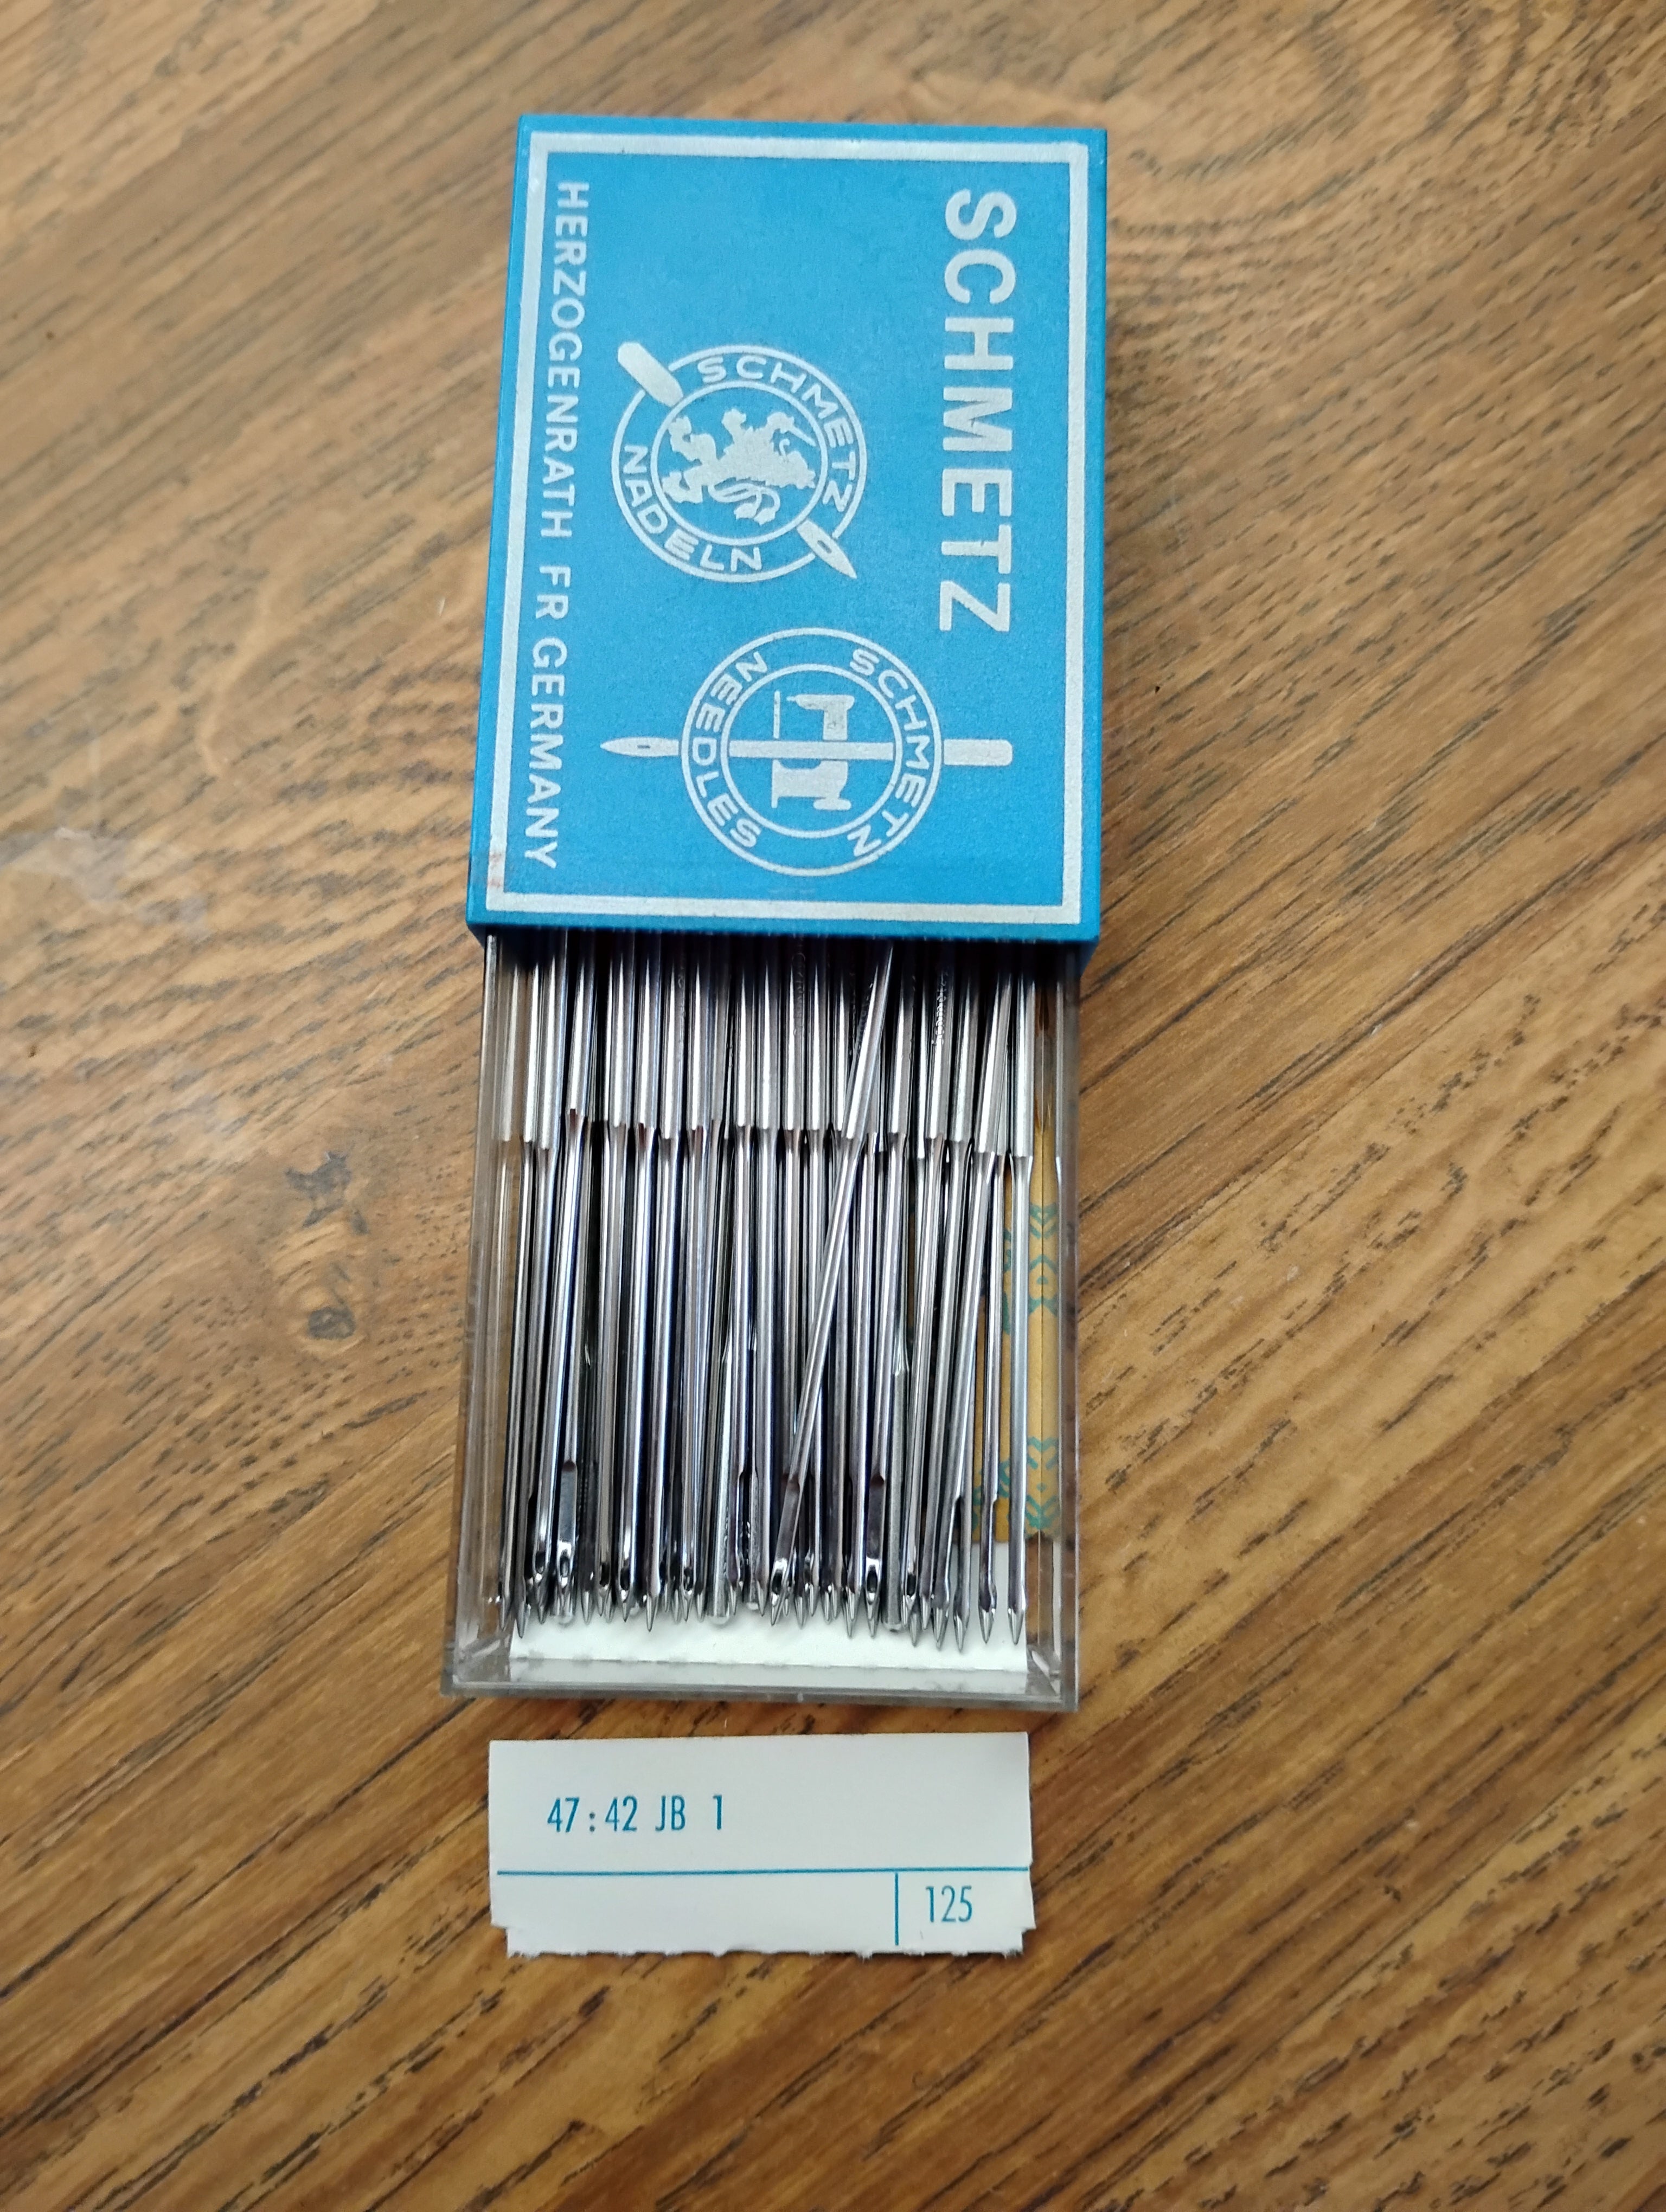 SCHMETZ
SCHMETZ
NADELN
SCHMETZ
NEEDLES
HERZOGENRATH FR GERMANY
47:42 JB 1
125